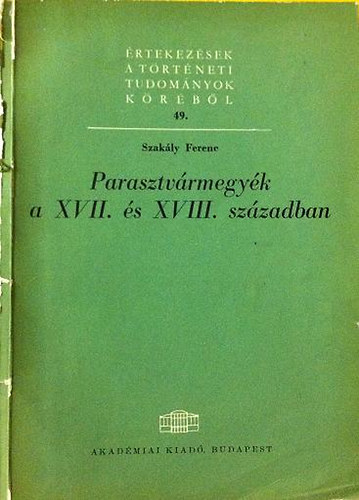 ÉRTEKEZÉSEK
A TÖRTÉNETI
TUDOMÁNYOK
KÖRÉBŐL
49.
Szakály Ferenc
Parasztvármegyék
a XVII. és XVIII. században
AKADÉMIAI KIADÓ, BUDAPEST